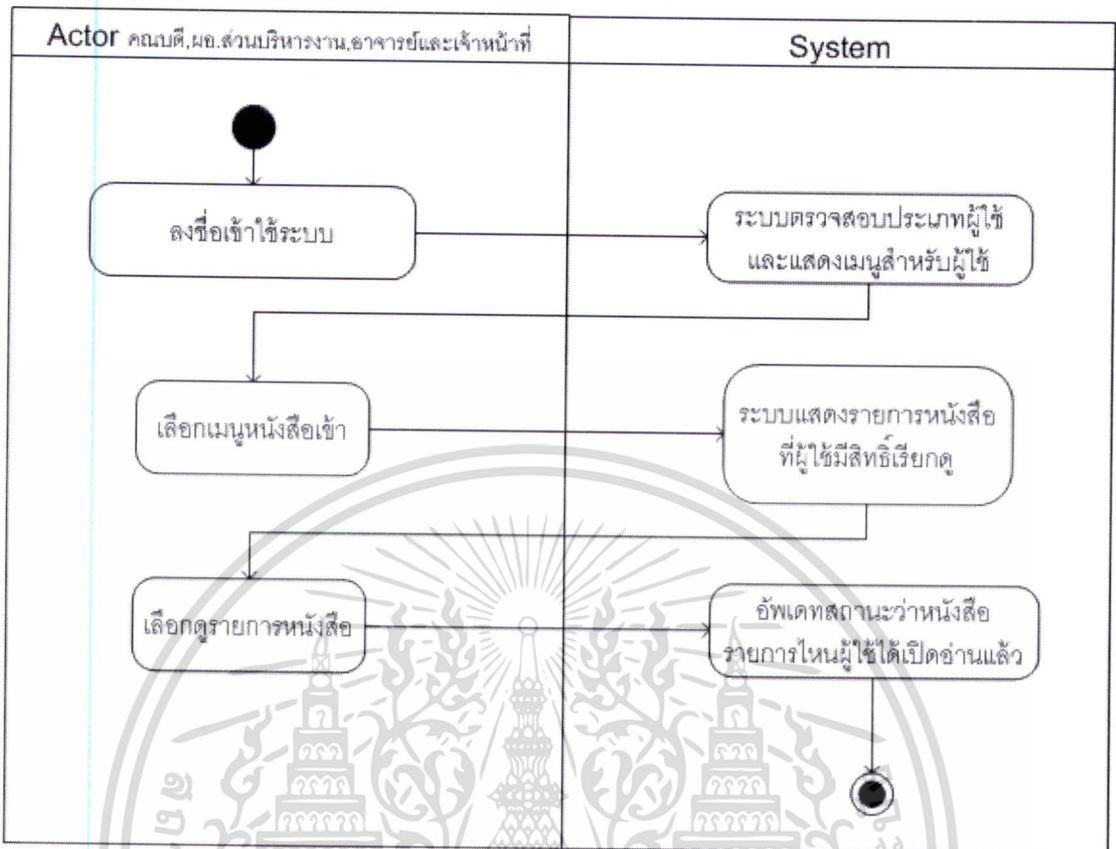 Actor คณบดี,ผอ.ส่วนบริหารงาน,อาจารย์และเจ้าหน้าที่
System
ลงชื่อเข้าใช้ระบบ
ระบบตรวจสอบประเภทผู้ใช้
และแสดงเมนูสำหรับผู้ใช้
เลือกเมนูหนังสือเข้า
ระบบแสดงรายการหนังสือ
ที่ผู้ใช้มีสิทธิ์เรียกดู
เลือกดูรายการหนังสือ
อัพเดทสถานะว่าหนังสือ
รายการไหนผู้ใช้ได้เปิดอ่านแล้ว